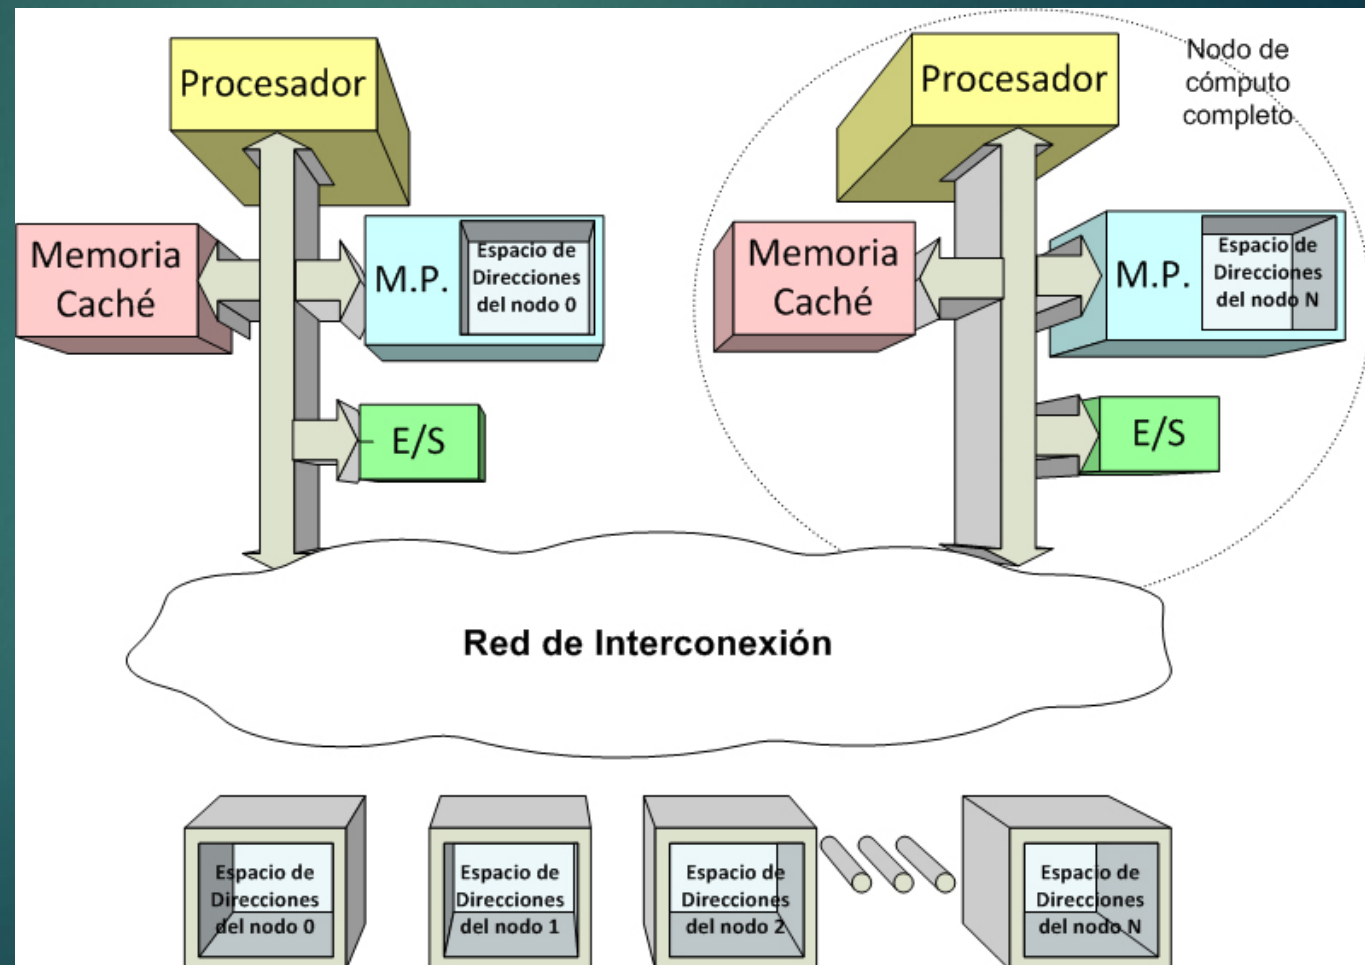 Procesador
Memoria
Caché
M.P.
Espacio de
Direcciones
del nodo 0
E/S
Procesador
Nodo de
cómputo
completo
Memoria
Caché
M.P.
Espacio de
Direcciones
del nodo N
E/S
Red de Interconexión
Espacio de
Direcciones
del nodo 0
Espacio de
Direcciones
del nodo 1
Espacio de
Direcciones
del nodo 2
Espacio de
Direcciones
del nodo N